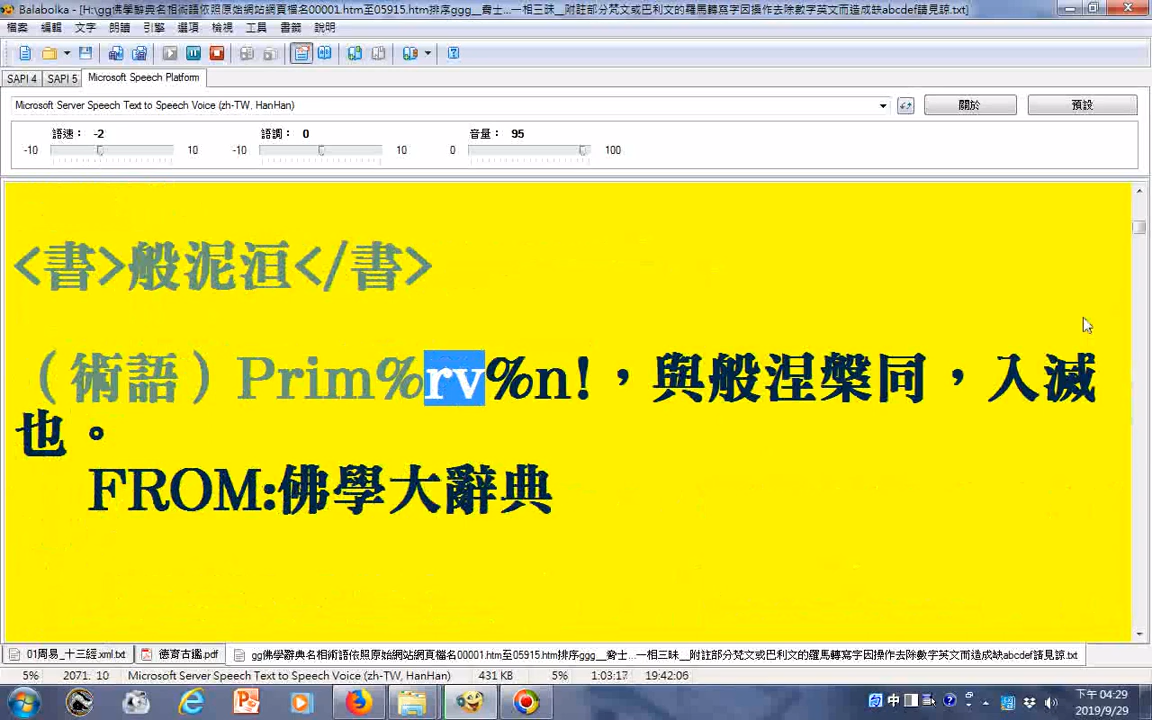 Balabolka - [H:\gg佛學辭典名相術語依照原始網站網頁檔名00001.htm至05915.htm排序ggg__脀士...一相三昧__附註部分梵文或巴利文的羅馬轉寫字因操作去除數字英文而造成缺abcdef請見諒.txt]
檔案 編輯 文字 朗讀 引擎 選項 檢視 工具 書籤 說明
SAPI 4 SAPI 5 Microsoft Speech Platform
Microsoft Server Speech Text to Speech Voice (zh-TW, HanHan) 關於 預設
語速： -2 語調： 0 音量： 95
-10 10 -10 10 0 100
<書>般泥洹</書>
（術語）Prim%rv%n!，與般涅槃同，入滅
也。
FROM:佛學大辭典
01周易_十三經.xml.txt 德育古鑑.pdf gg佛學辭典名相術語依照原始網站網頁檔名00001.htm至05915.htm排序ggg__脀士...一相三昧__附註部分梵文或巴利文的羅馬轉寫字因操作去除數字英文而造成缺abcdef請見諒.txt
5% 2071. 10 Microsoft Server Speech Text to Speech Voice (zh-TW, HanHan) 431 KB 5% 1:03:17 19:42:06
中 下午 04:29
2019/9/29